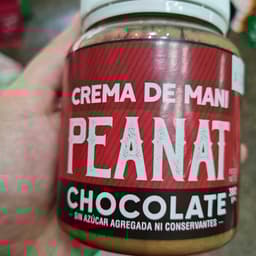 CREMA DE MANI
PEANAT
CHOCOLATE
SIN AZÚCAR AGREGADA NI CONSERVANTES